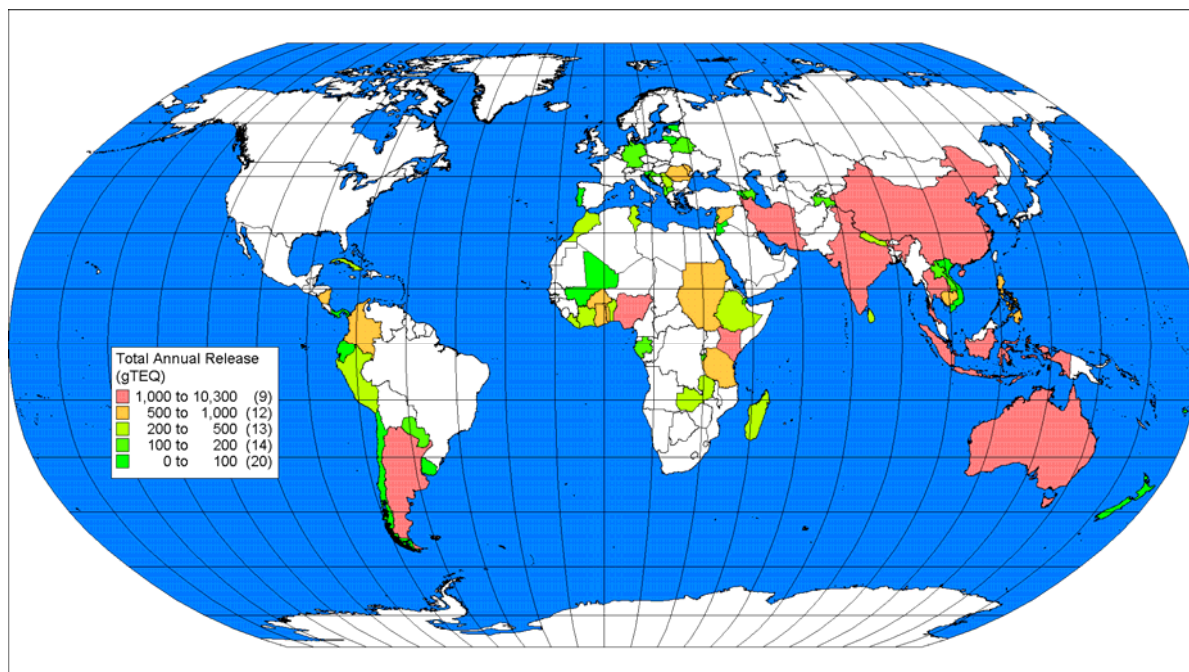 Total Annual Release
(gTEQ)
1,000 to 10,300 (9)
500 to 1,000 (12)
200 to 500 (13)
100 to 200 (14)
0 to 100 (20)